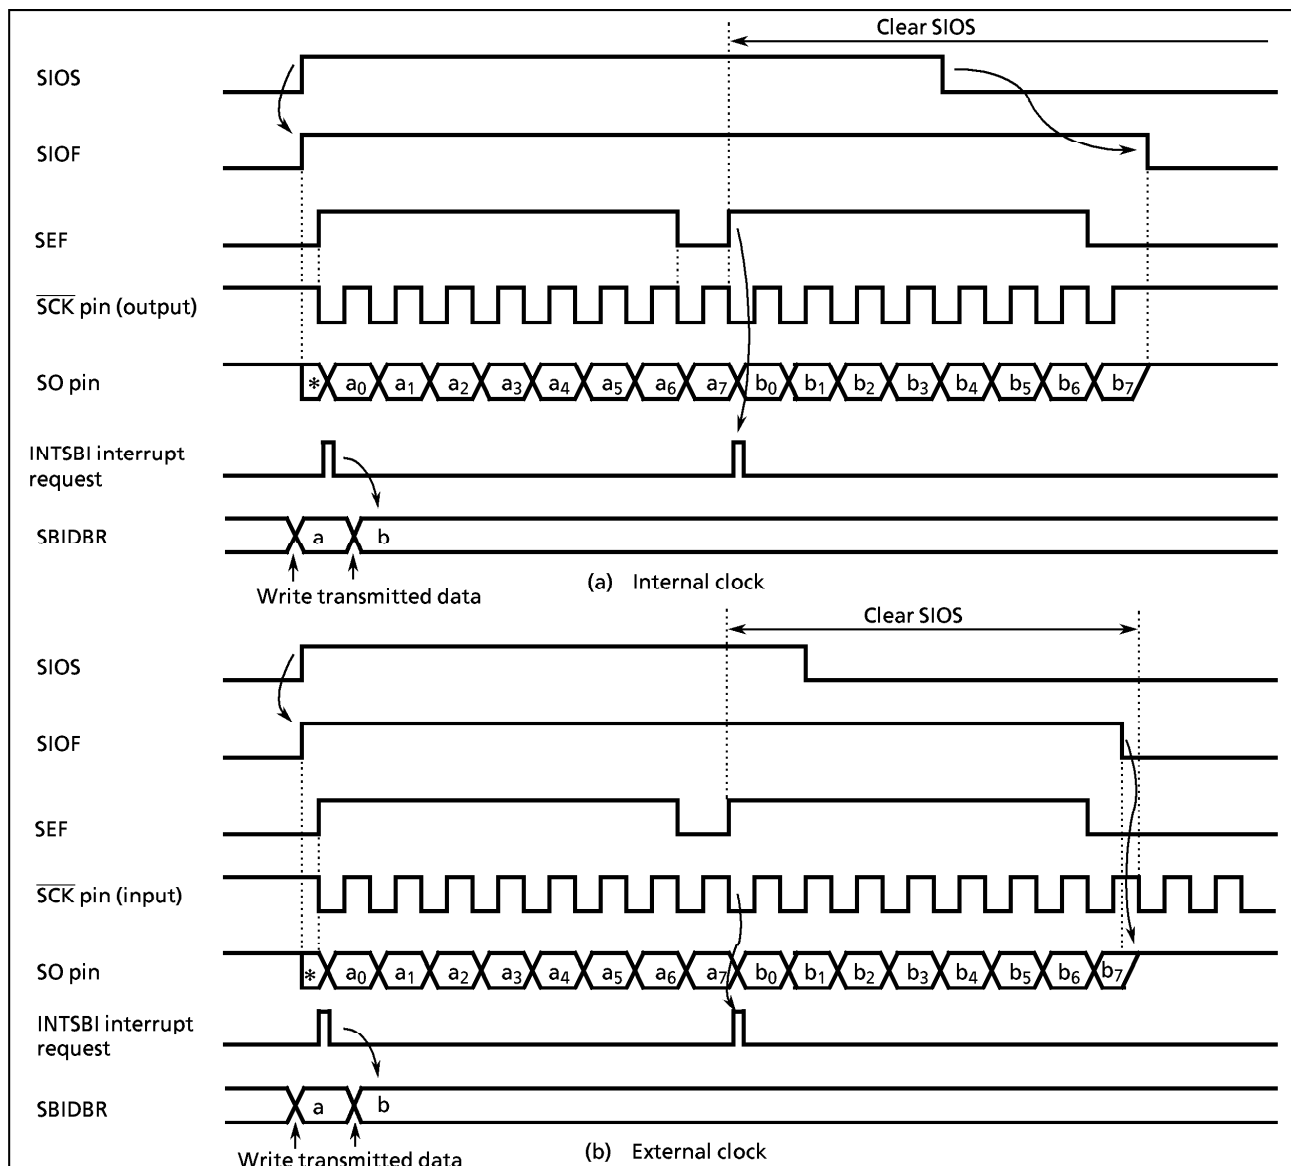 Clear SIOS
SIOS
SIOF
SEF
SCK pin (output)
SO pin
* a0 a1 a2 a3 a4 a5 a6 a7 b0 b1 b2 b3 b4 b5 b6 b7
INTSBI interrupt
request
SBIDBR
a b
(a) Internal clock
Write transmitted data
Clear SIOS
SIOS
SIOF
SEF
SCK pin (input)
SO pin
* a0 a1 a2 a3 a4 a5 a6 a7 b0 b1 b2 b3 b4 b5 b6 b7
INTSBI interrupt
request
SBIDBR
a b
(b) External clock
Write transmitted data